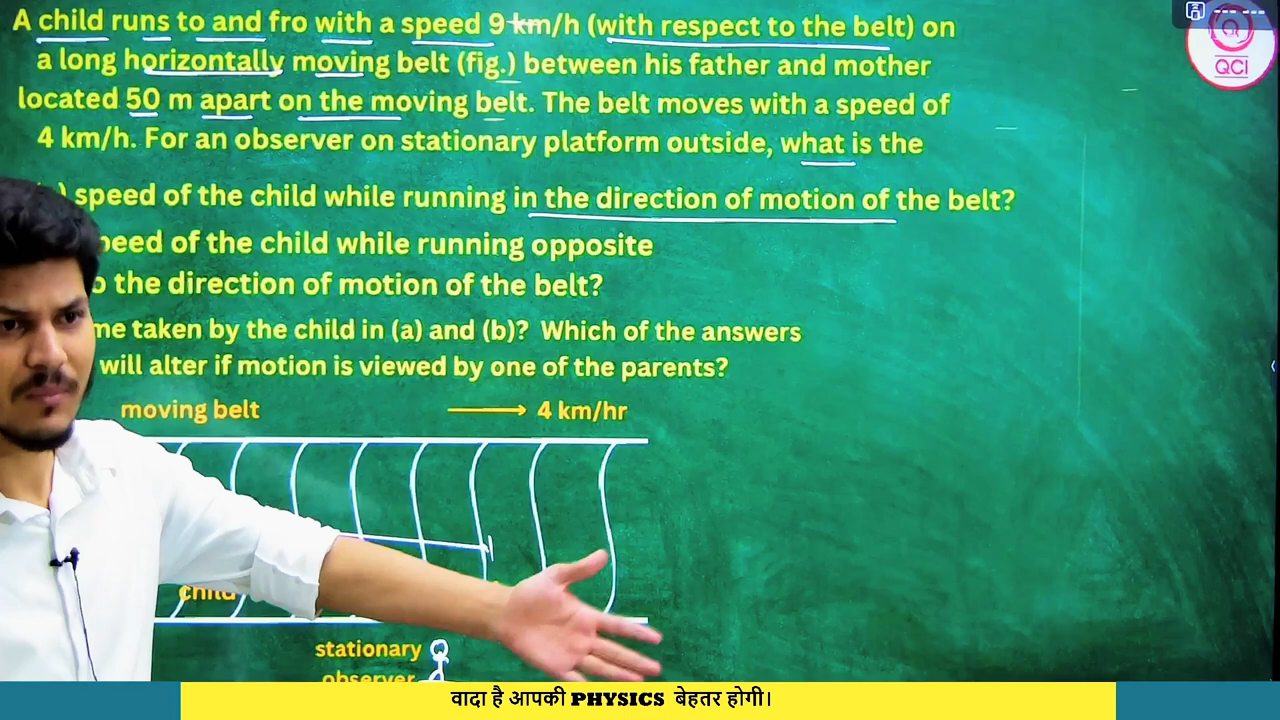 A child runs to and fro with a speed 9 km/h (with respect to the belt) on
a long horizontally moving belt (fig.) between his father and mother
located 50 m apart on the moving belt. The belt moves with a speed of
4 km/h. For an observer on stationary platform outside, what is the
) speed of the child while running in the direction of motion of the belt?
peed of the child while running opposite
o the direction of motion of the belt?
me taken by the child in (a) and (b)? Which of the answers
will alter if motion is viewed by one of the parents?
moving belt 4 km/hr
child
stationary
observer
QCI
वादा है आपकी PHYSICS बेहतर होगी।